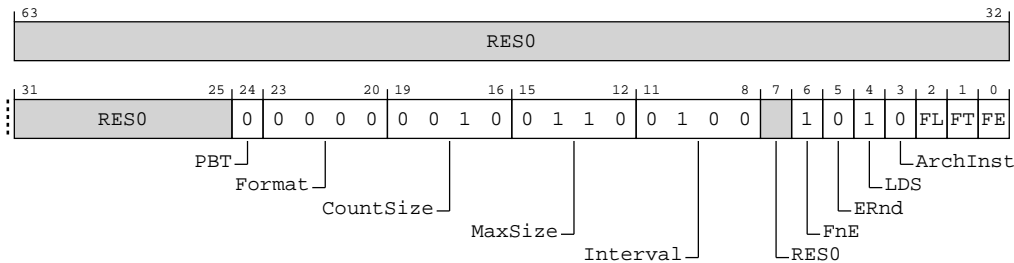 63 32
RES0
31 25 24 23 20 19 16 15 12 11 8 7 6 5 4 3 2 1 0
RES0 0 0 0 0 0 0 0 1 0 0 1 1 0 0 1 0 0 1 0 1 0 FL FT FE
PBT ArchInst
Format LDS
CountSize ERnd
MaxSize FnE
Interval RES0